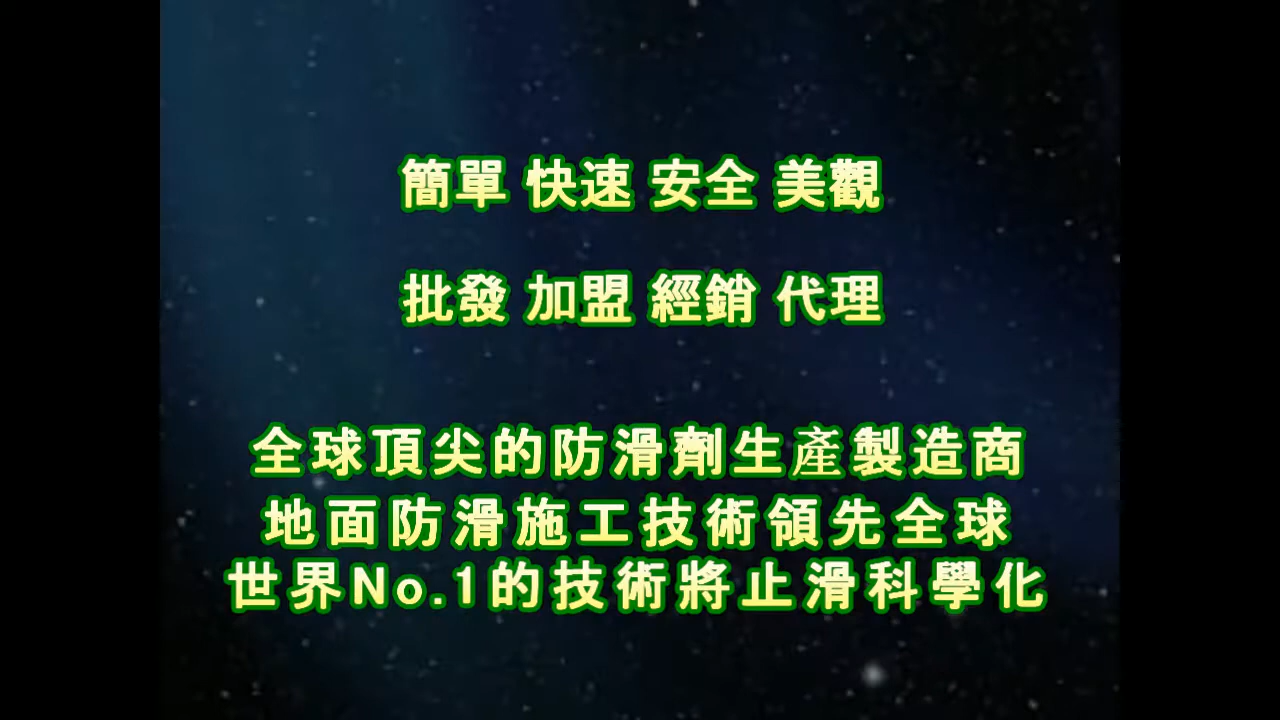 簡單 快速 安全 美觀
批發 加盟 經銷 代理
全球頂尖的防滑劑生產製造商
地面防滑施工技術領先全球
世界No.1的技術將止滑科學化